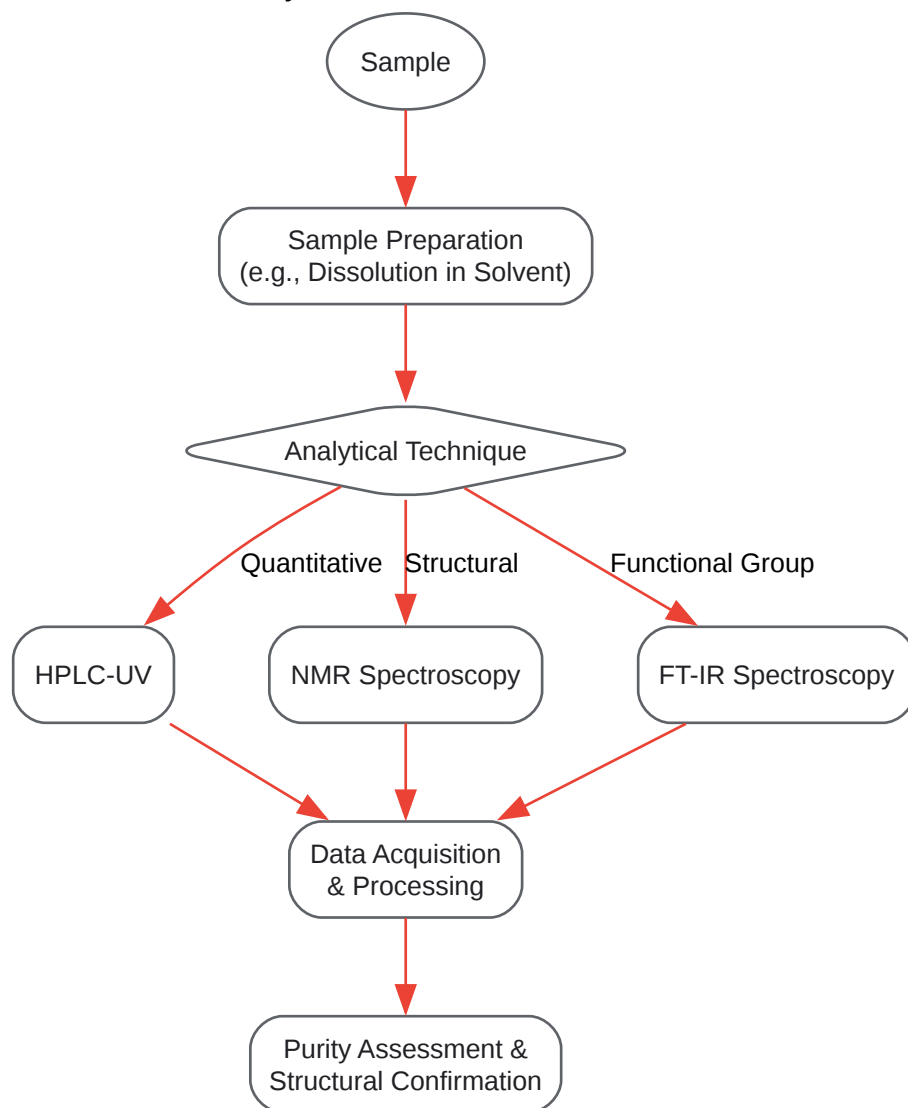 Sample
Sample Preparation
(e.g., Dissolution in Solvent)
Analytical Technique
Quantitative
Structural
Functional Group
HPLC-UV
NMR Spectroscopy
FT-IR Spectroscopy
Data Acquisition
& Processing
Purity Assessment &
Structural Confirmation